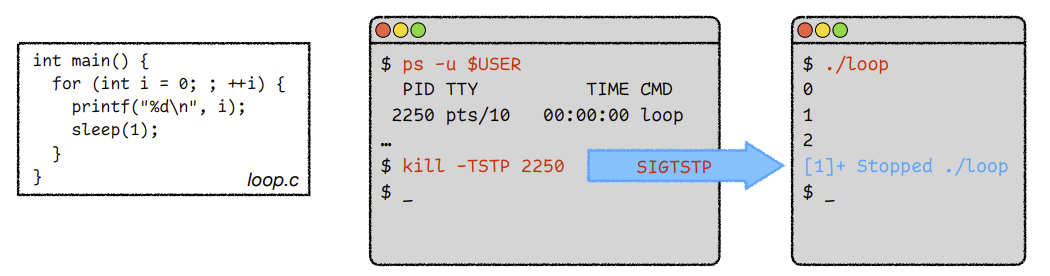 int main() {
for (int i = 0; ; ++i) {
printf("%d\n", i);
sleep(1);
}
}
loop.c
$ ps -u $USER
PID TTY TIME CMD
2250 pts/10 00:00:00 loop
…
$ kill -TSTP 2250
$ _
SIGTSTP
$ ./loop
0
1
2
[1]+ Stopped ./loop
$ _